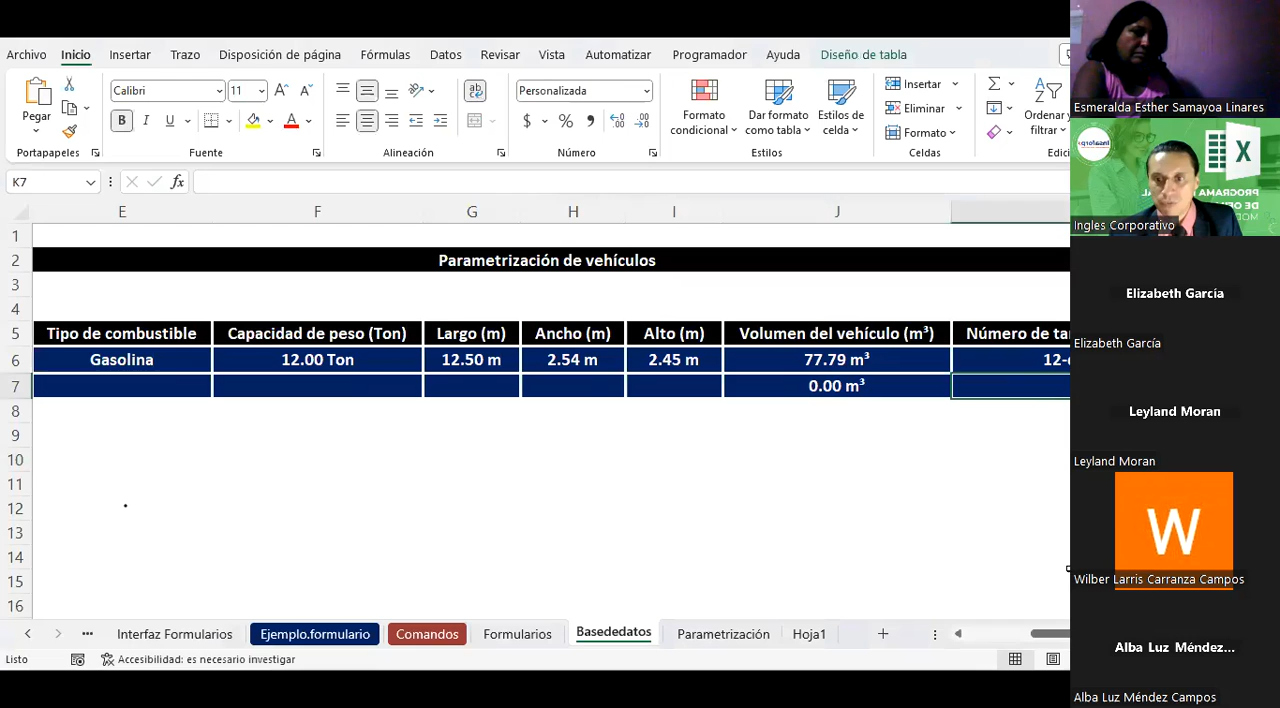 Archivo Inicio Insertar Trazo Disposición de página Fórmulas Datos Revisar Vista Automatizar Programador Ayuda Diseño de tabla
Pegar
Calibri 11
Personalizada
Formato condicional
Dar formato como tabla
Estilos de celda
Insertar
Eliminar
Formato
Ordenar y
filtrar
Portapapeles Fuente Alineación Número Estilos Celdas
K7
E F G H I J
1
2 Parametrización de vehículos
3
4
5 Tipo de combustible Capacidad de peso (Ton) Largo (m) Ancho (m) Alto (m) Volumen del vehículo (m³) Número de
6 Gasolina 12.00 Ton 12.50 m 2.54 m 2.45 m 77.79 m³
7 0.00 m³
8
9
10
11
12
13
14
15
16
Interfaz Formularios Ejemplo.formulario Comandos Formularios Basededatos Parametrización Hoja1
Listo Accesibilidad: es necesario investigar
Esmeralda Esther Samayoa Linares
Ingles Corporativo
Elizabeth García
Elizabeth García
Leyland Moran
Leyland Moran
W
Wilber Larris Carranza Campos
Alba Luz Méndez...
Alba Luz Méndez Campos